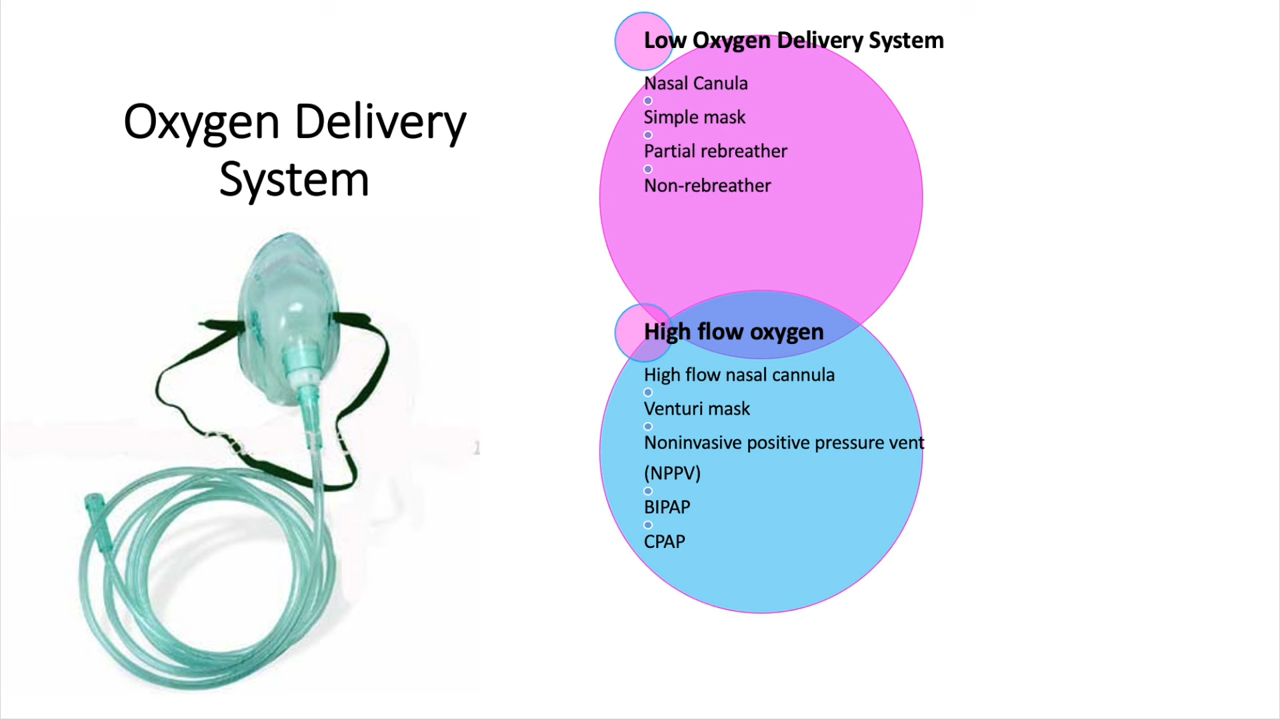 Oxygen Delivery
System
Low Oxygen Delivery System
Nasal Canula
Simple mask
Partial rebreather
Non-rebreather
High flow oxygen
High flow nasal cannula
Venturi mask
Noninvasive positive pressure vent
(NPPV)
BIPAP
CPAP